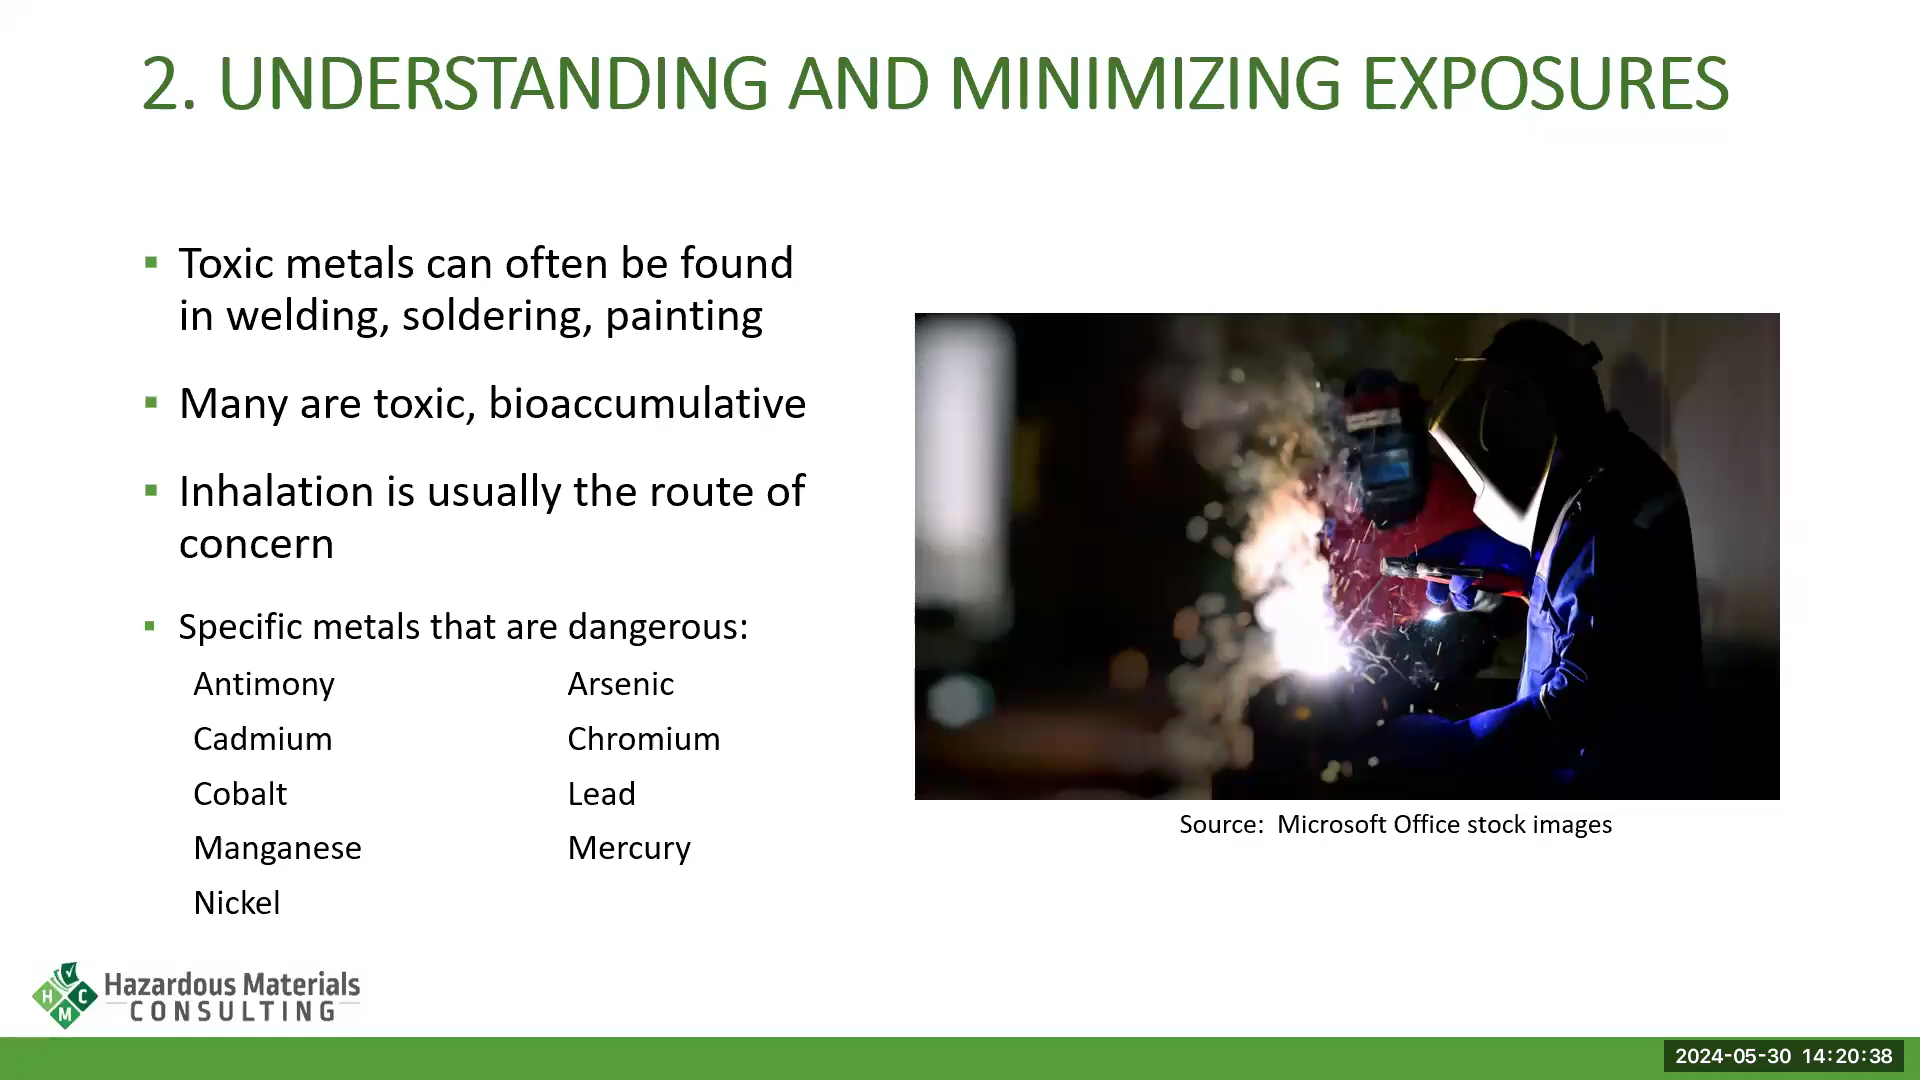 2. UNDERSTANDING AND MINIMIZING EXPOSURES
Toxic metals can often be found
in welding, soldering, painting
Many are toxic, bioaccumulative
Inhalation is usually the route of
concern
Specific metals that are dangerous:
Antimony Arsenic
Cadmium Chromium
Cobalt Lead
Manganese Mercury
Nickel
Source: Microsoft Office stock images
H C
M
Hazardous Materials
CONSULTING
2024-05-30 14:20:38